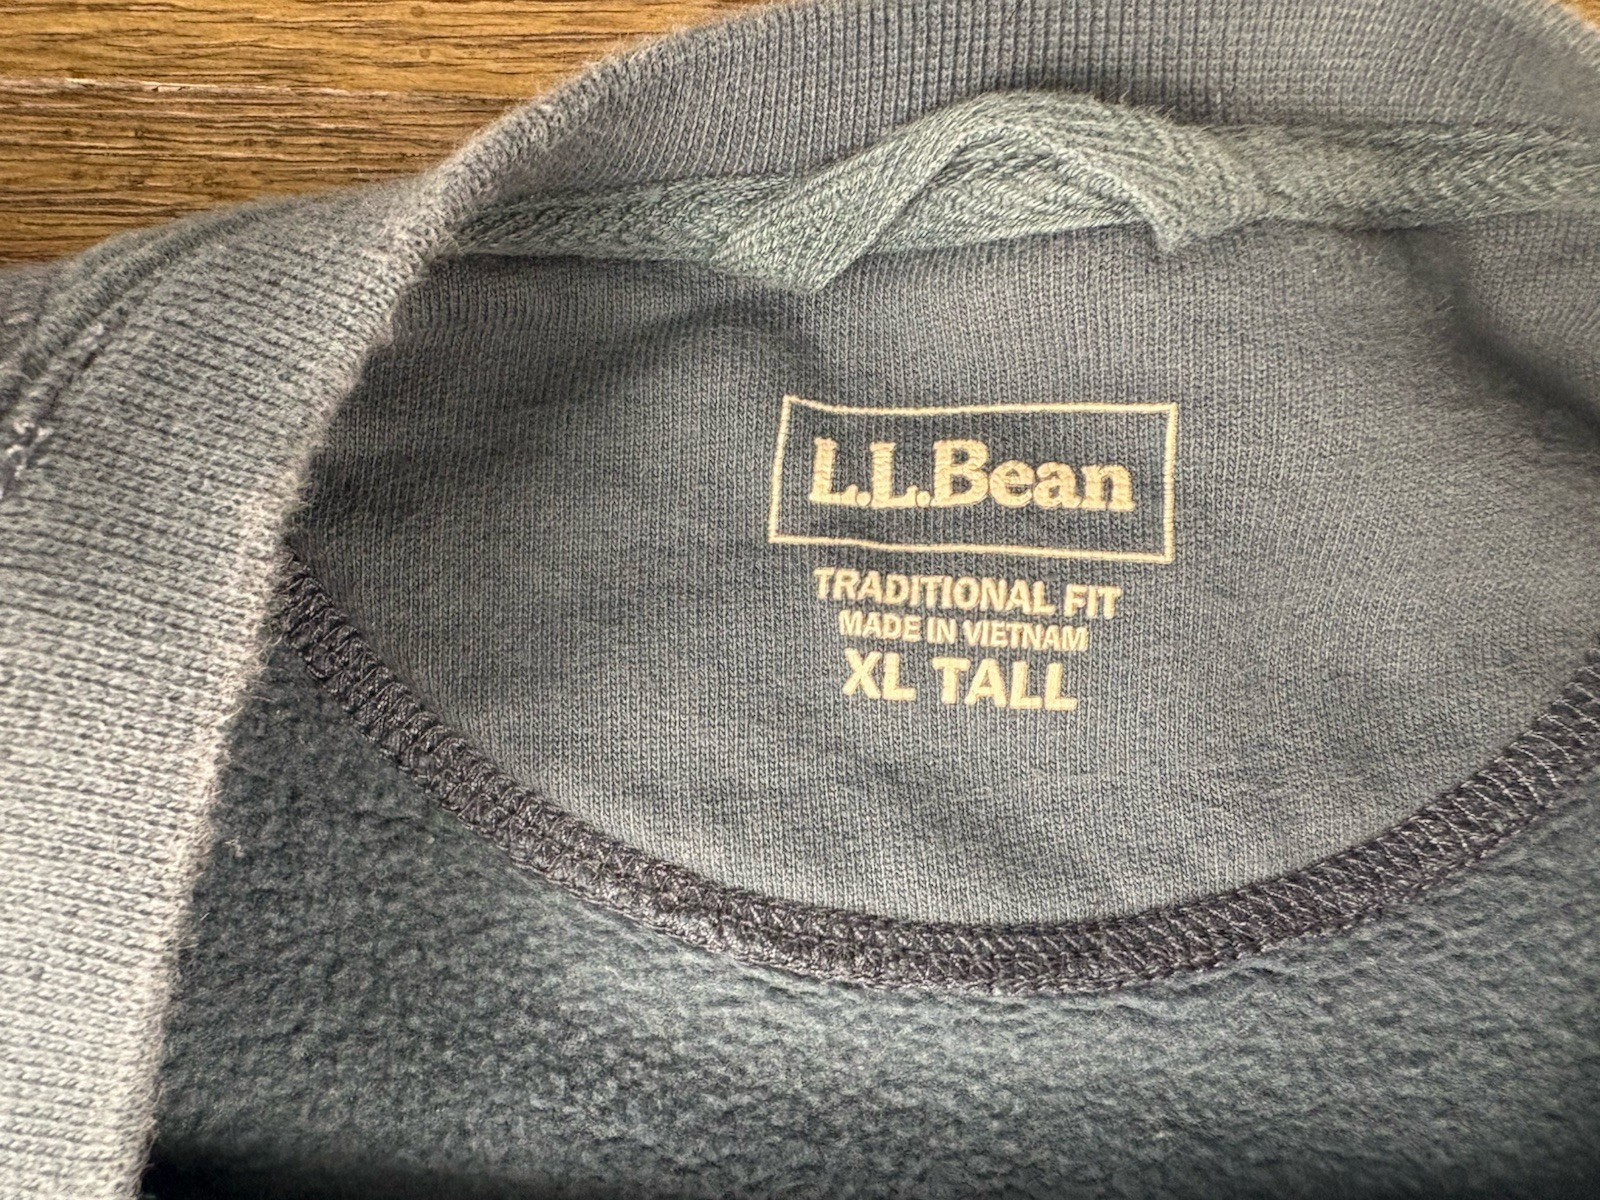 L.L.Bean
TRADITIONAL FIT
MADE IN VIETNAM
XL TALL